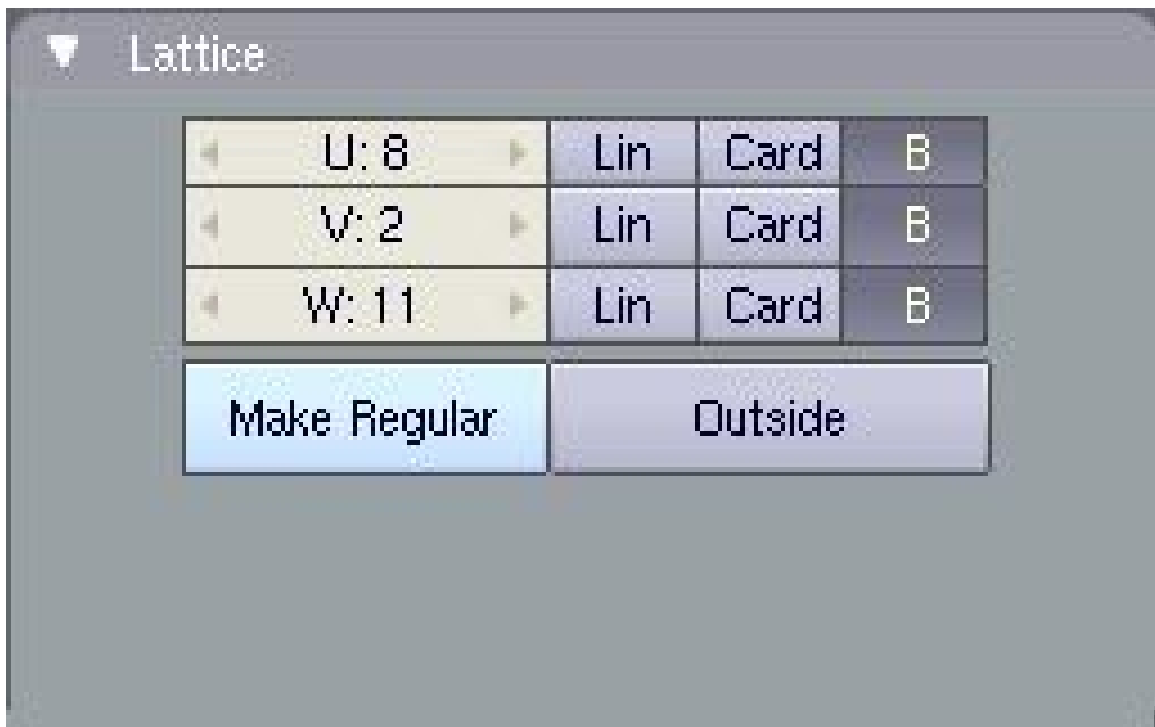 Lattice
U: 8 Lin Card B
V: 2 Lin Card B
W: 11 Lin Card B
Make Regular Outside